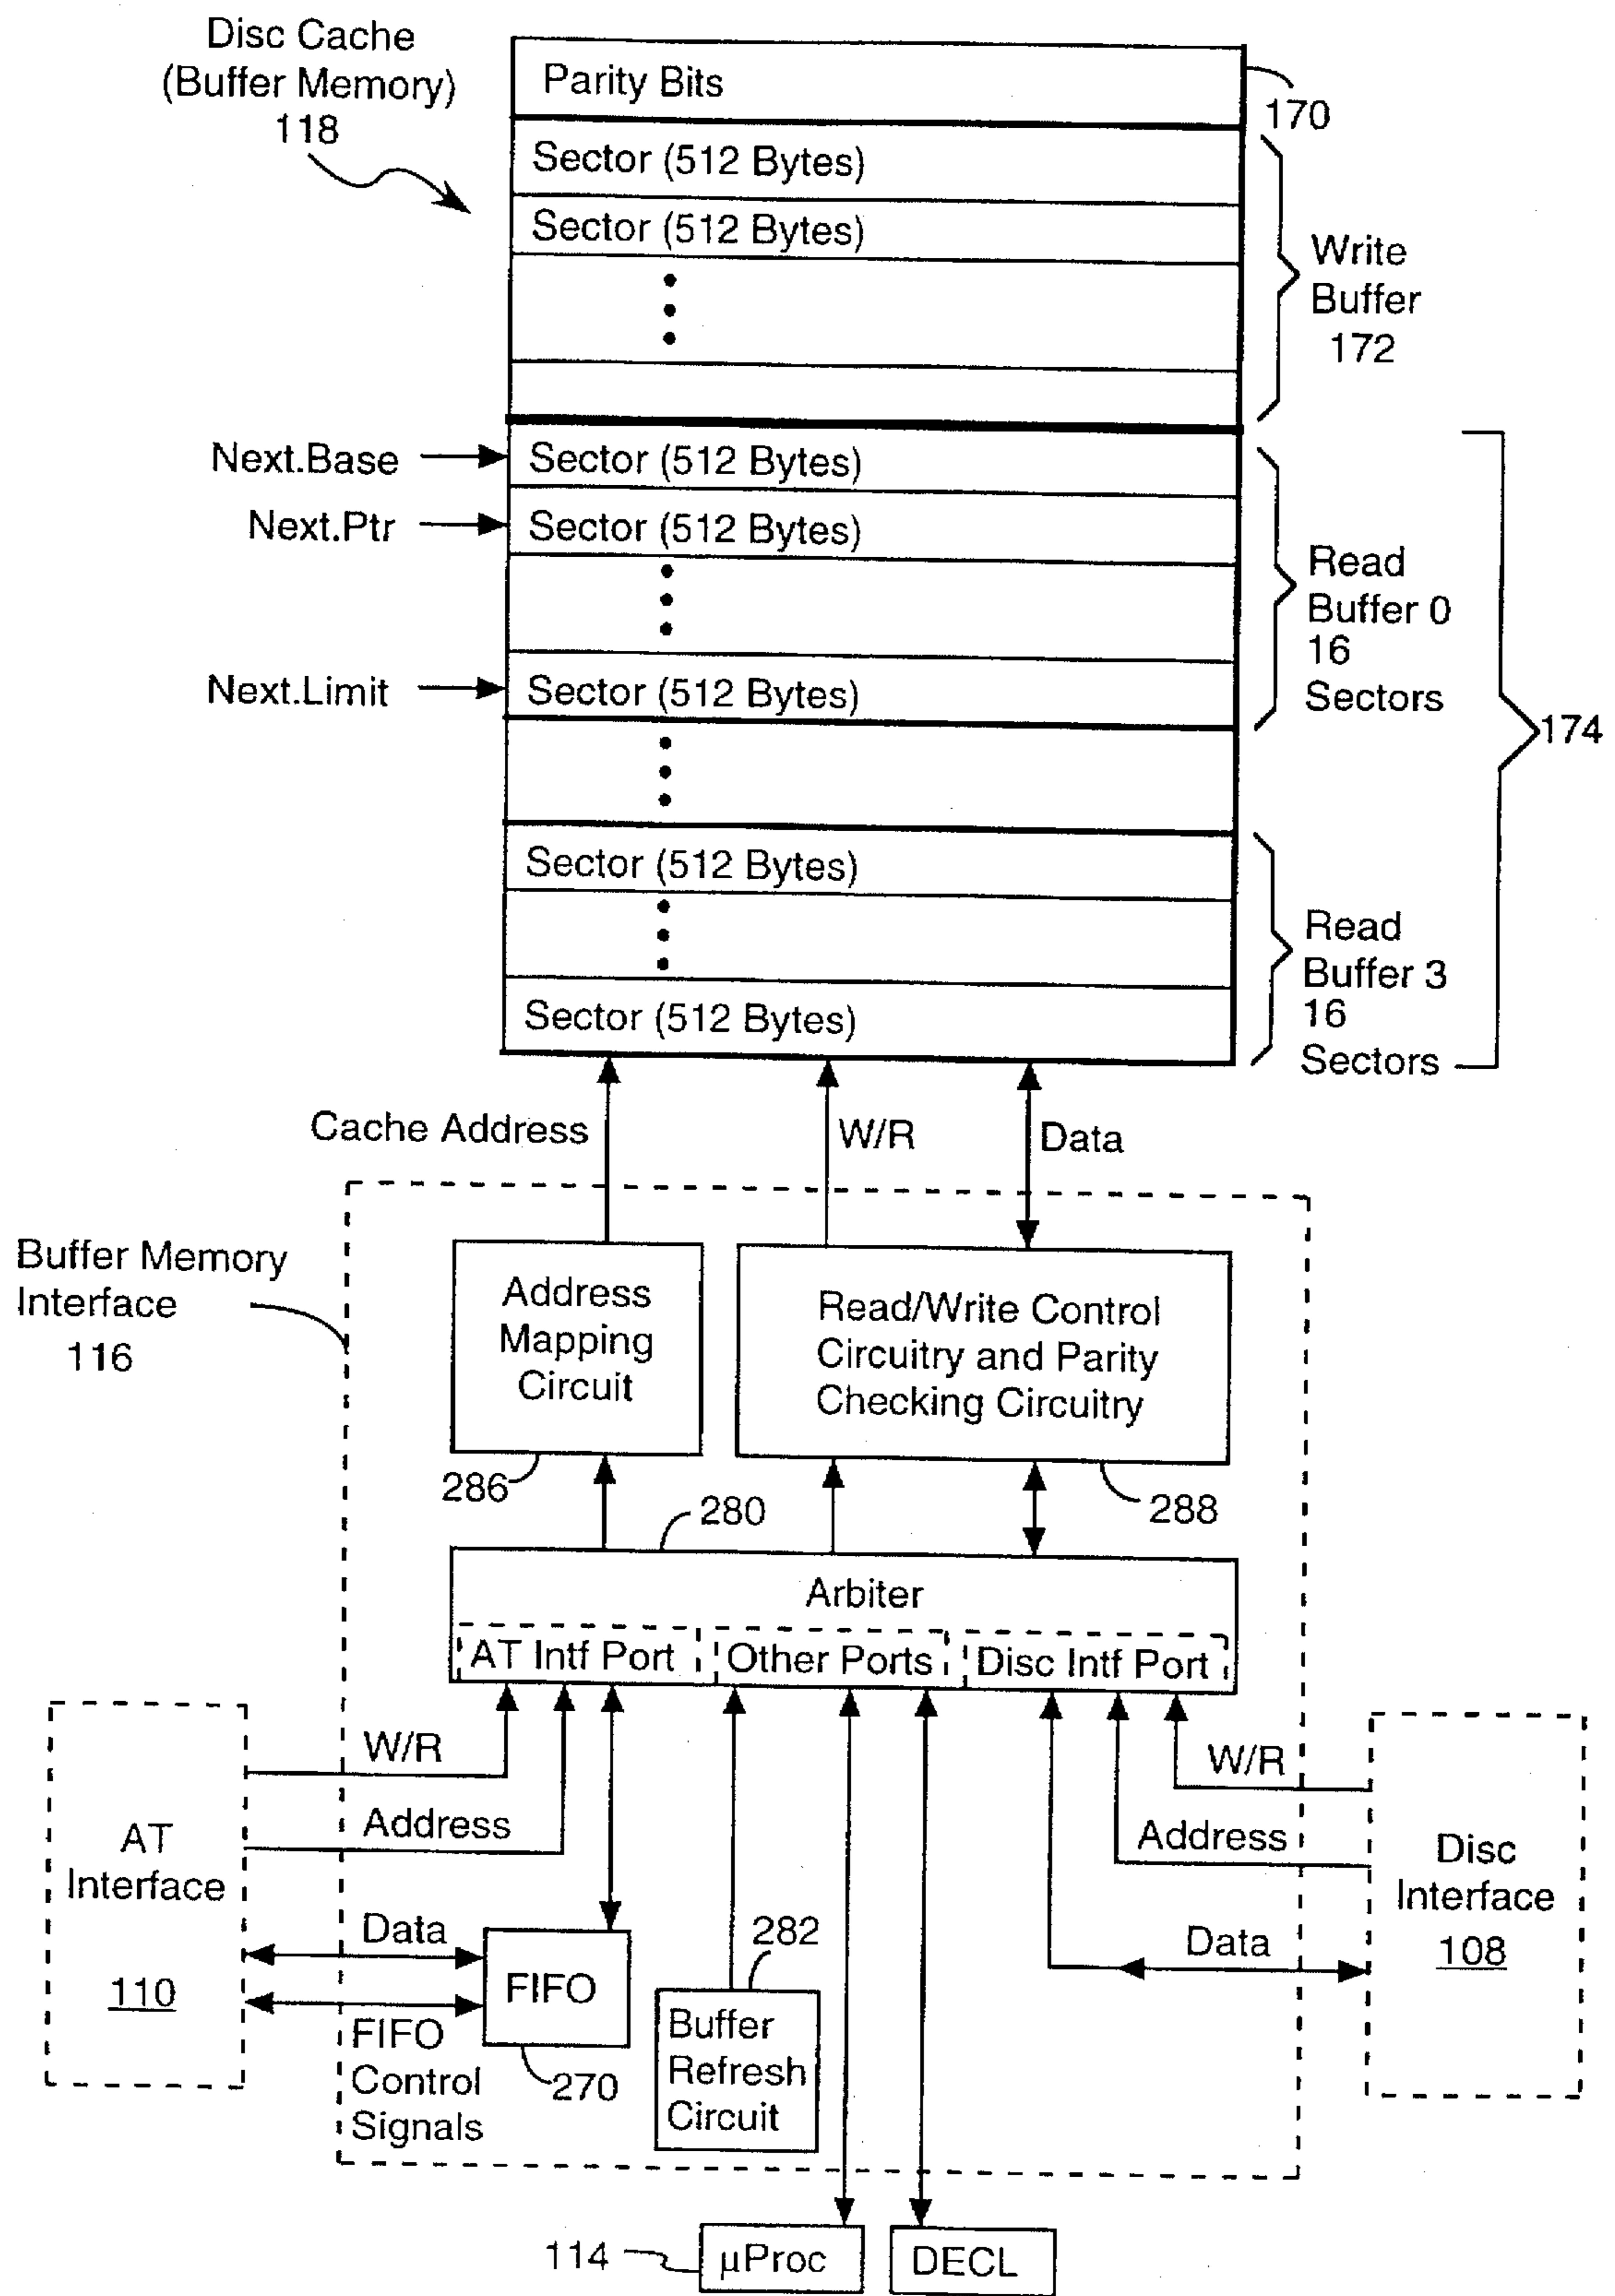 Disc Cache
(Buffer Memory)
118
Parity Bits
170
Sector (512 Bytes)
Sector (512 Bytes)
Write
Buffer
172
Next.Base
Sector (512 Bytes)
Next.Ptr
Sector (512 Bytes)
Read
Buffer 0
16
Sectors
Next.Limit
Sector (512 Bytes)
174
Sector (512 Bytes)
Read
Buffer 3
16
Sectors
Sector (512 Bytes)
Cache Address
W/R
Data
Buffer Memory
Interface
116
Address
Mapping
Circuit
Read/Write Control
Circuitry and Parity
Checking Circuitry
286
280
288
Arbiter
AT Intf Port
Other Ports
Disc Intf Port
W/R
Address
AT
Interface
110
Data
FIFO
Control
Signals
FIFO
270
282
Buffer
Refresh
Circuit
W/R
Address
Data
Disc
Interface
108
114
µProc
DECL